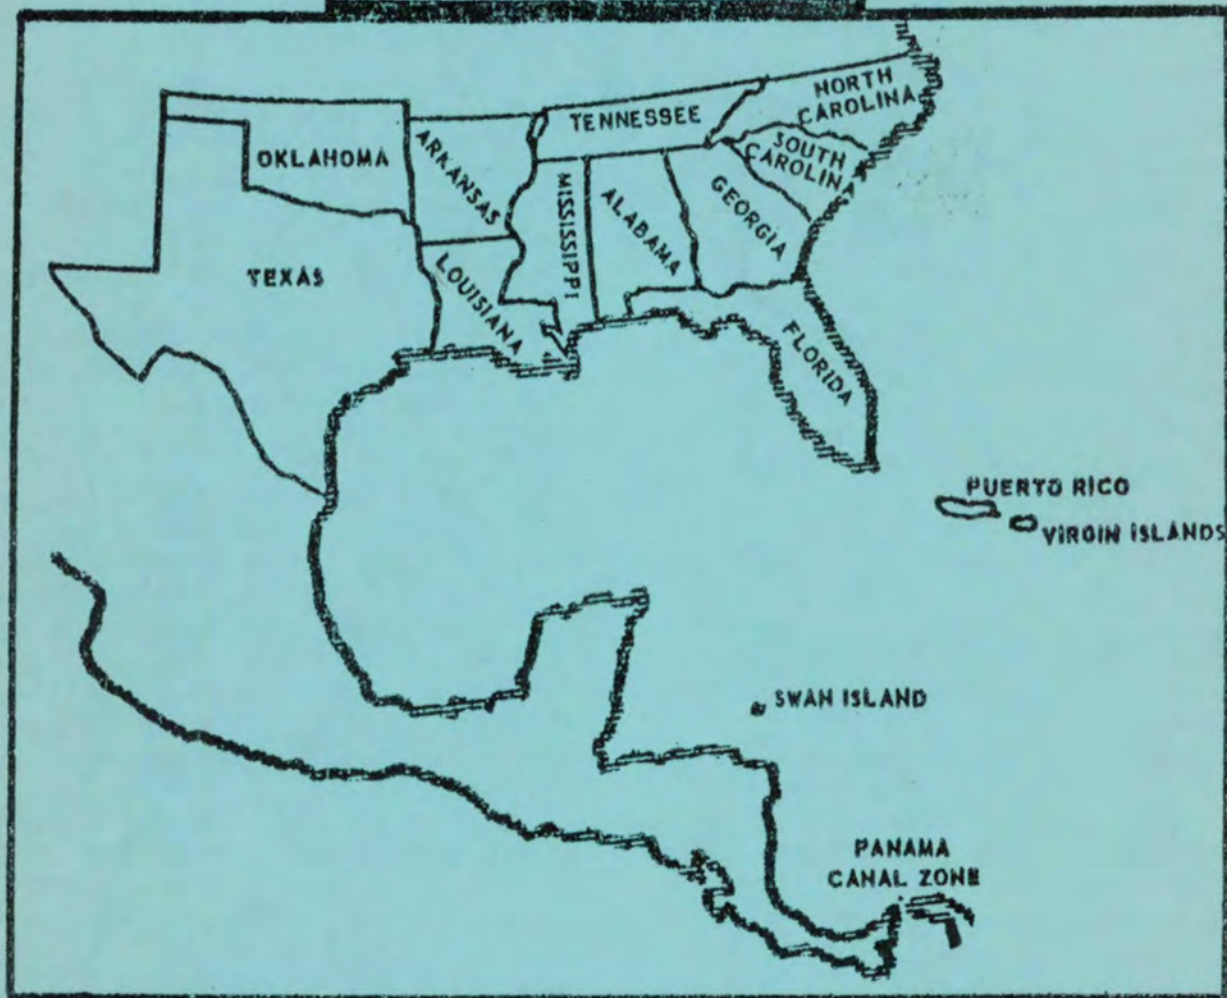 NORTH
CAROLINA
TENNESSEE
SOUTH
CAROLINA
OKLAHOMA
ARKANSAS
MISSISSIPPI
ALABAMA
GEORGIA
TEXAS
LOUISIANA
FLORIDA
PUERTO RICO
VIRGIN ISLANDS
SWAN ISLAND
PANAMA
CANAL ZONE